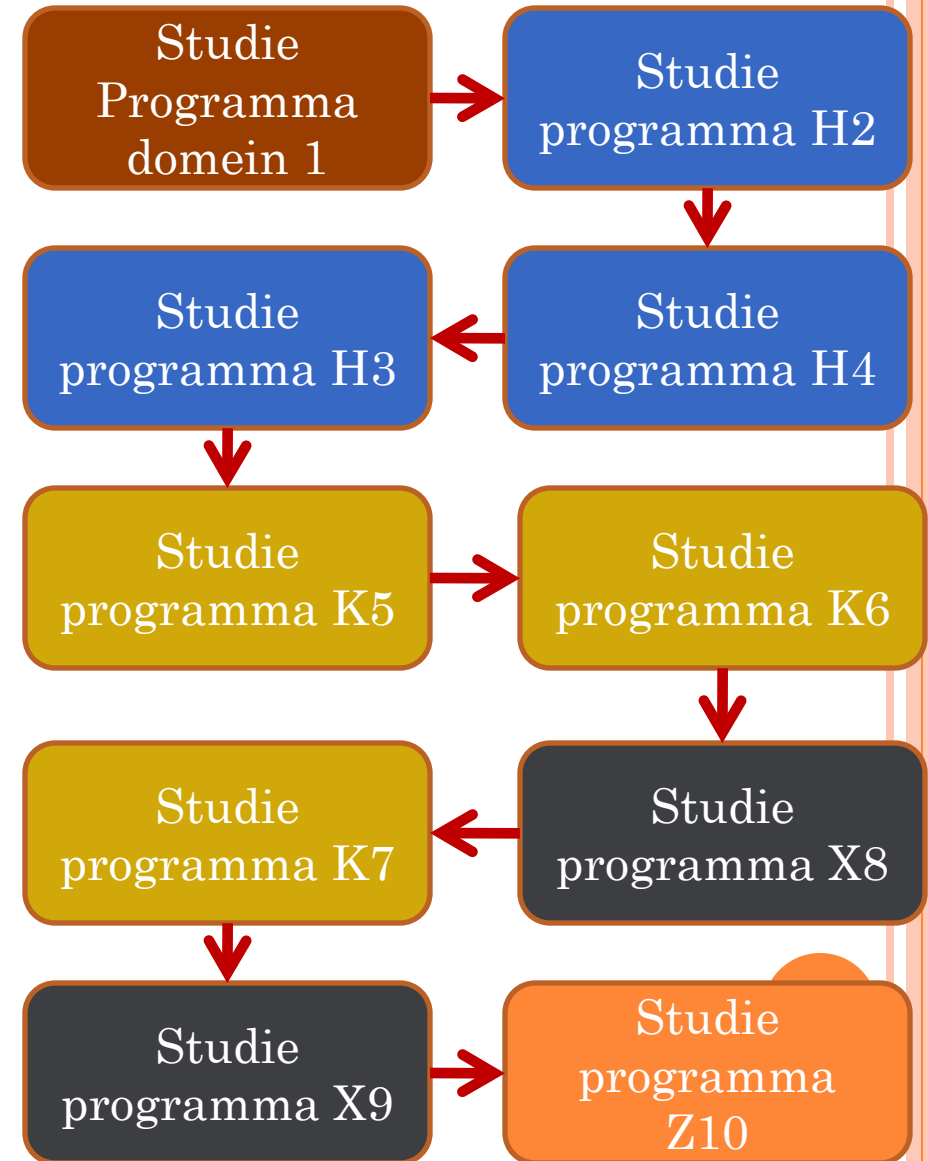 Studie
Programma
domein 1
Studie
programma H2
Studie
programma H3
Studie
programma H4
Studie
programma K5
Studie
programma K6
Studie
programma K7
Studie
programma X8
Studie
programma X9
Studie
programma
Z10